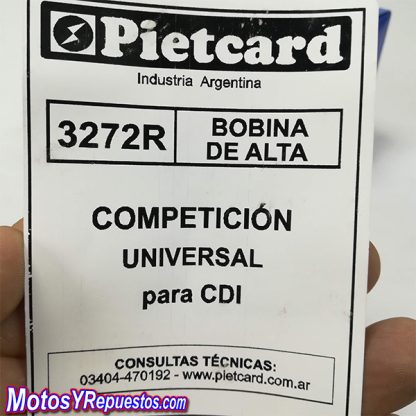 Pietcard
Industria Argentina
3272R
BOBINA
DE ALTA
COMPETICIÓN
UNIVERSAL
para CDI
CONSULTAS TÉCNICAS:
03404-470192 - www.pietcard.com.ar
MotosYRepuestos.com